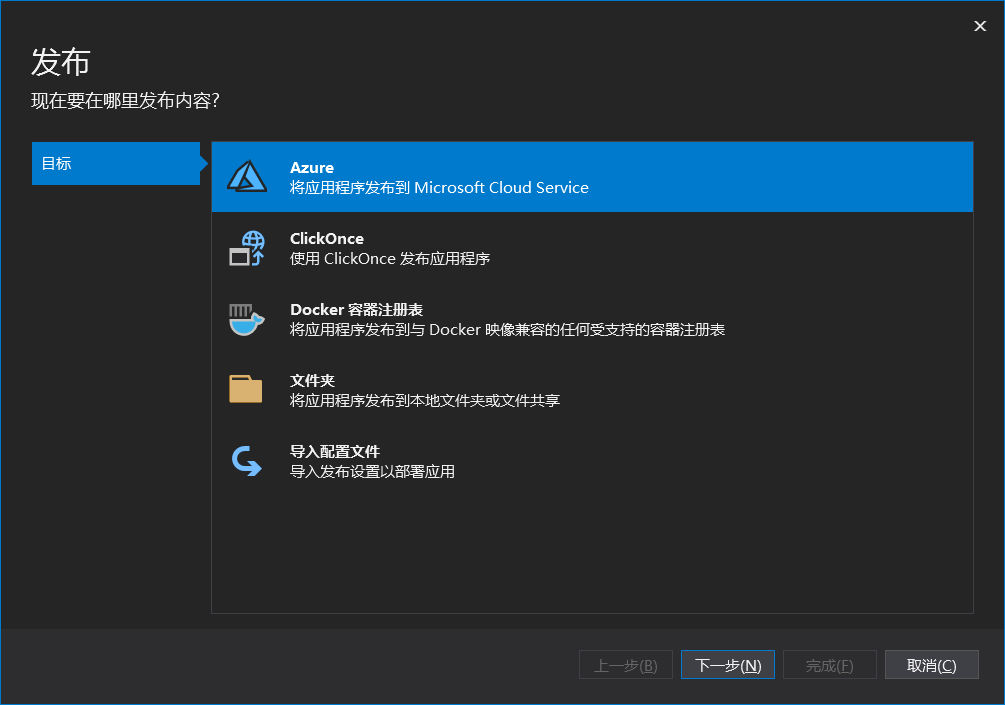 发布
现在要在哪里发布内容?
目标
Azure
将应用程序发布到 Microsoft Cloud Service
ClickOnce
使用 ClickOnce 发布应用程序
Docker 容器注册表
将应用程序发布到与 Docker 映像兼容的任何受支持的容器注册表
文件夹
将应用程序发布到本地文件夹或文件共享
导入配置文件
导入发布设置以部署应用
上一步(B) 下一步(N) 完成(F) 取消(C)